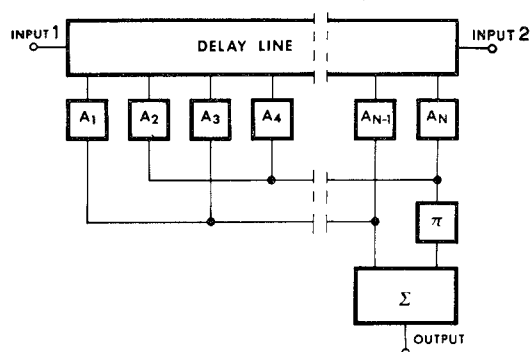 INPUT 1
DELAY LINE
INPUT 2
A1 A2 A3 A4 AN-1 AN
π
Σ
OUTPUT